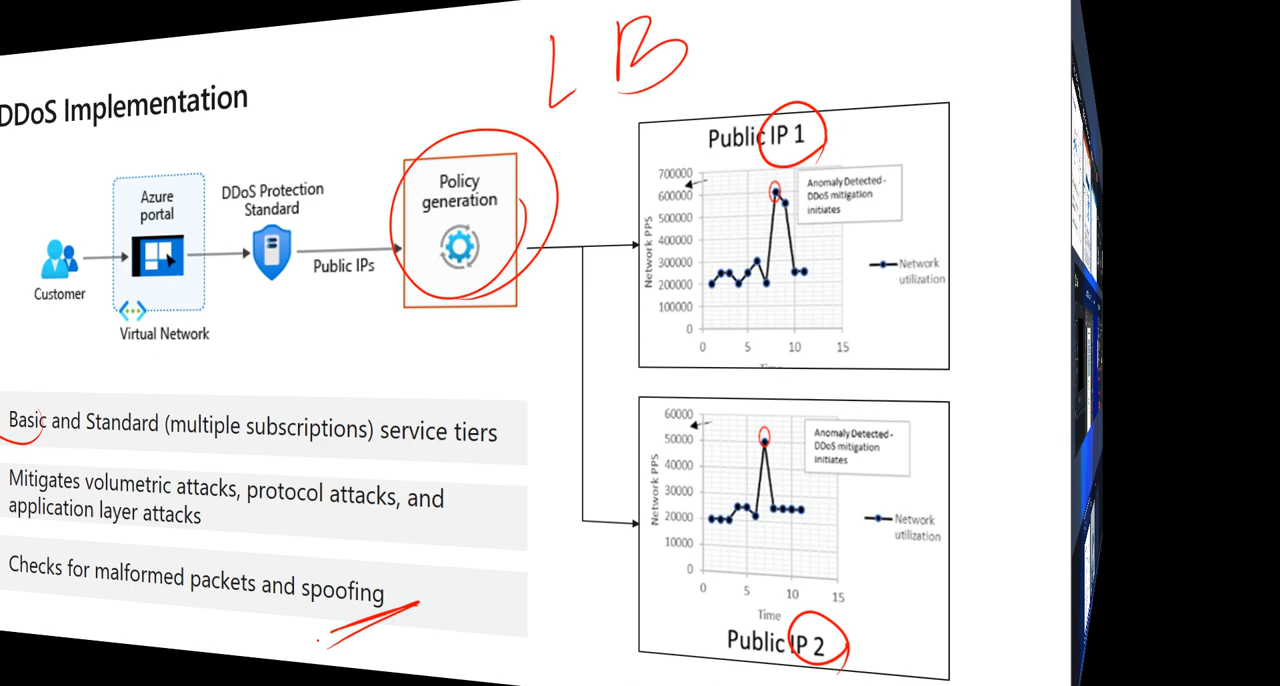 L B
DDoS Implementation
Azure
portal
DDoS Protection
Standard
Policy
generation
Public IPs
Customer
Virtual Network
Public IP 1
700000
600000
500000
400000
300000
200000
100000
0
0 5 10 15
Network PPS
Anomaly Detected -
DDoS mitigation
initiates
Network
utilization
60000
50000
40000
30000
20000
10000
0
0 5 10 15
Network PPS
Time
Anomaly Detected -
DDoS mitigation
initiates
Network
utilization
Public IP 2
Basic and Standard (multiple subscriptions) service tiers
Mitigates volumetric attacks, protocol attacks, and
application layer attacks
Checks for malformed packets and spoofing